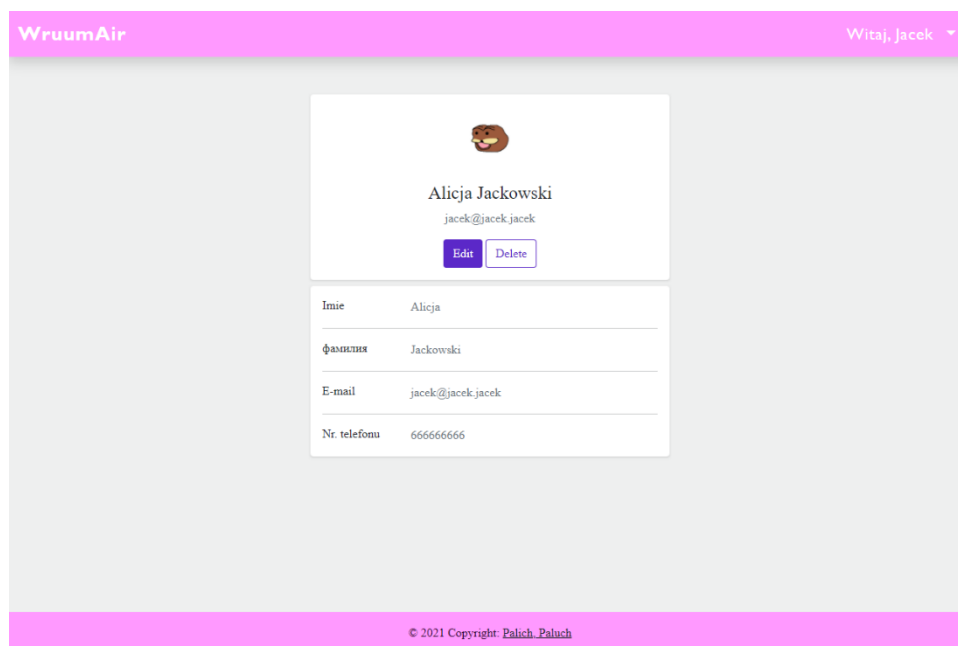 WruumAir
Witaj, Jacek
Alicja Jackowski
jacek@jacek.jacek
Edit Delete
Imie Alicja
фамилия Jackowski
E-mail jacek@jacek.jacek
Nr. telefonu 666666666
© 2021 Copyright: Palich, Paluch